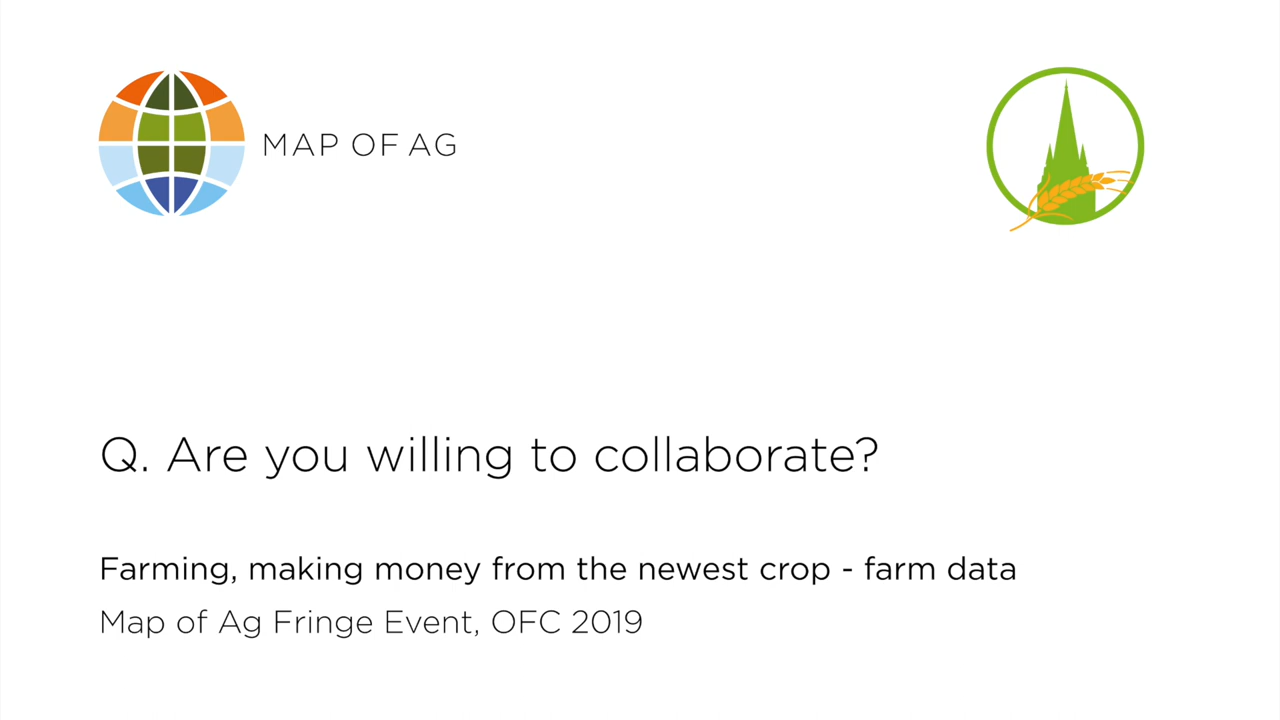 MAP OF AG
Q. Are you willing to collaborate?
Farming, making money from the newest crop - farm data
Map of Ag Fringe Event, OFC 2019